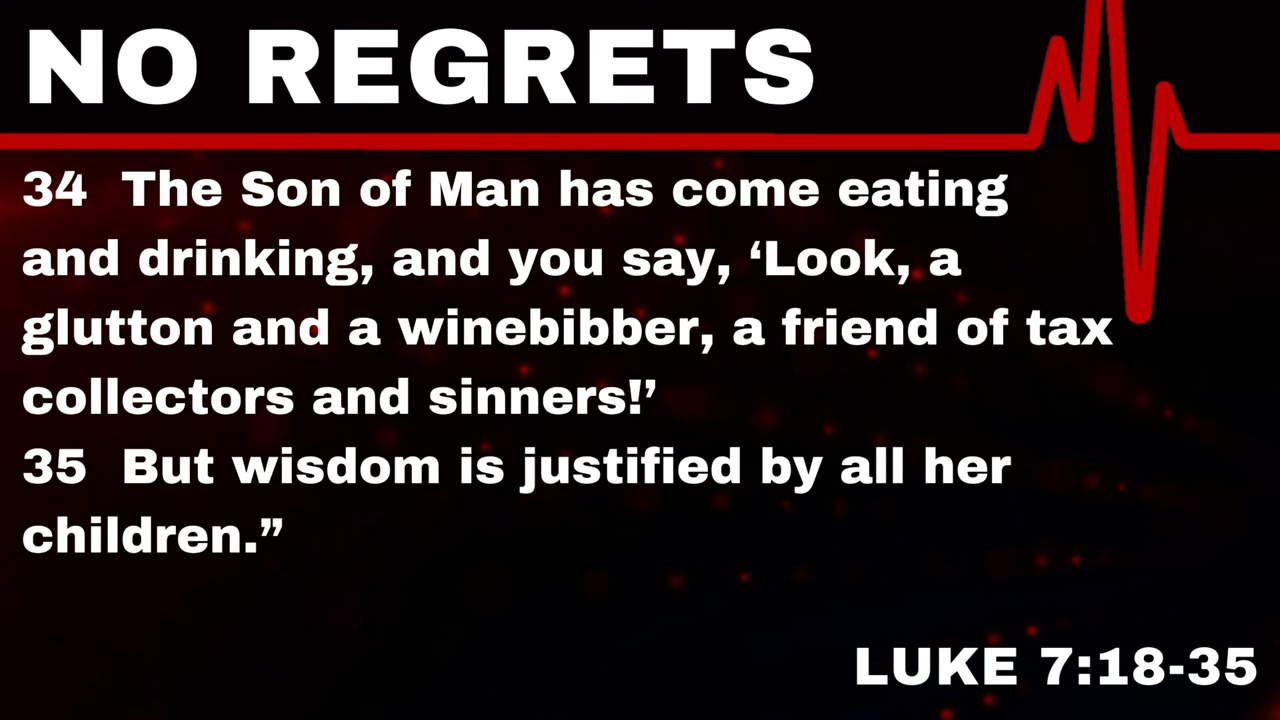 NO REGRETS
34 The Son of Man has come eating
and drinking, and you say, ‘Look, a
glutton and a winebibber, a friend of tax
collectors and sinners!’
35 But wisdom is justified by all her
children.”
LUKE 7:18-35